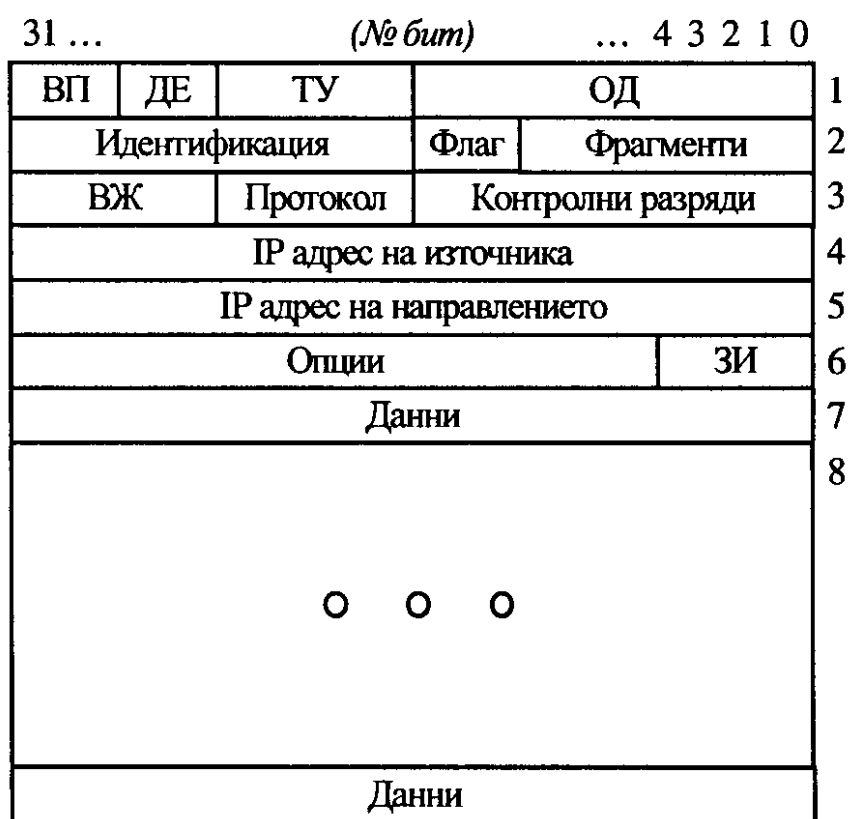 31 ... (№ бит) ... 4 3 2 1 0
ВП ДЕ ТУ ОД 1
Идентификация Флаг Фрагменти 2
ВЖ Протокол Контролни разряди 3
IP адрес на източника 4
IP адрес на направлението 5
Опции ЗИ 6
Данни 7
8
Данни